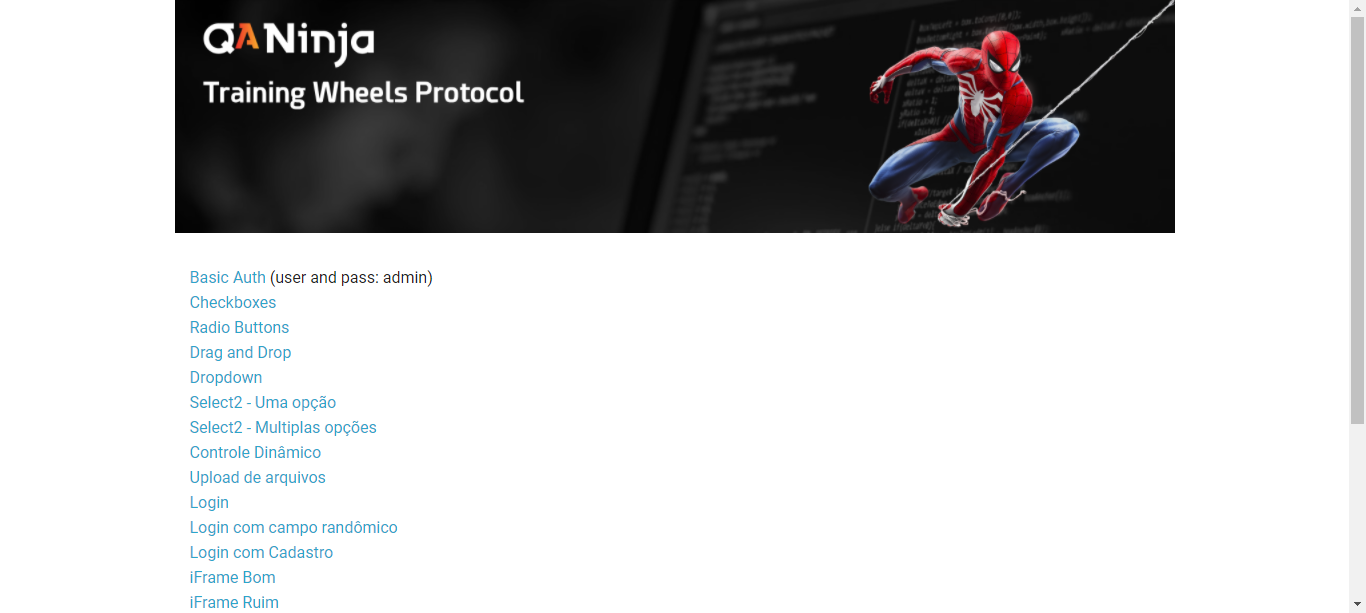 QANinja
Training Wheels Protocol
Basic Auth (user and pass: admin)
Checkboxes
Radio Buttons
Drag and Drop
Dropdown
Select2 - Uma opção
Select2 - Multiplas opções
Controle Dinâmico
Upload de arquivos
Login
Login com campo randômico
Login com Cadastro
iFrame Bom
iFrame Ruim